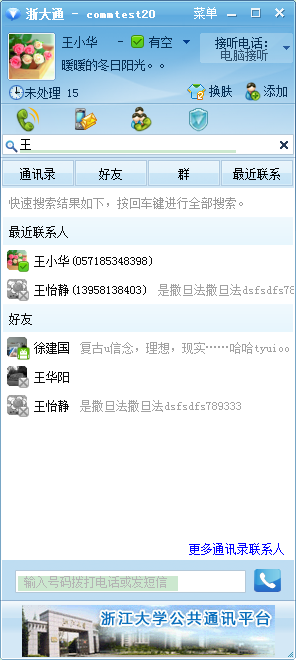 浙大通 - commtest20 菜单
王小华 - 有空
接听电话:
电脑接听
暖暖的冬日阳光。。
未处理 15 换肤 添加
王
通讯录 好友 群 最近联系
快速搜索结果如下，按回车键进行全部搜索。
最近联系人
王小华(057185348398)
王怡静(13958138403) 是撒旦法撒旦法dsfsdfs789
好友
徐建国 复古u信念，理想，现实……哈哈tyuioo
王华阳
王怡静 是撒旦法撒旦法dsfsdfs789333
更多通讯录联系人
输入号码拨打电话或发短信
浙江大学公共通讯平台